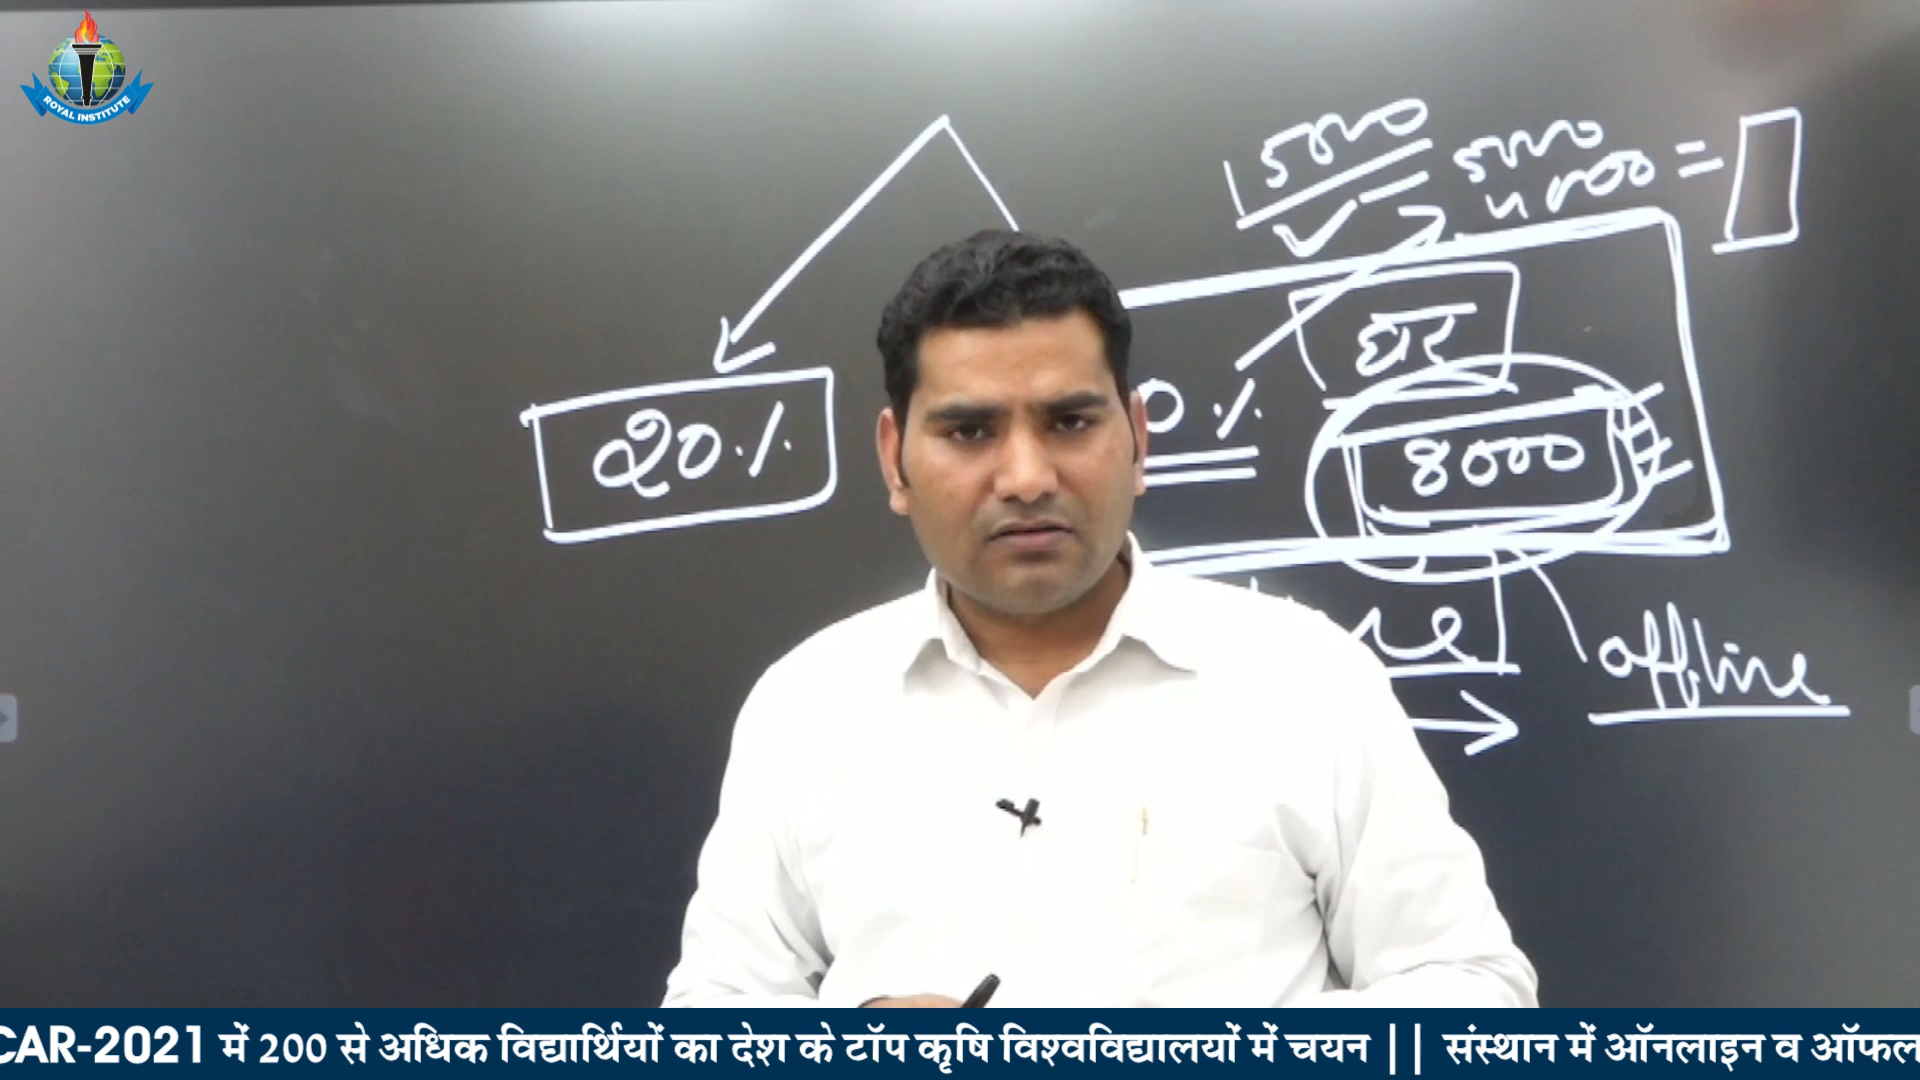 ROYAL INSTITUTE
15000
5000
4000 =
घर
20%
0%
8000
offline
CAR-2021 में 200 से अधिक विद्यार्थियों का देश के टॉप कृषि विश्वविद्यालयों में चयन || संस्थान में ऑनलाइन व ऑफल